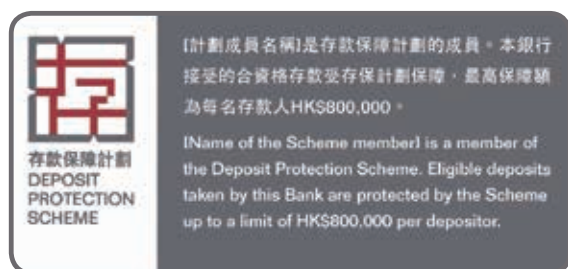 存款保障計劃
DEPOSIT
PROTECTION
SCHEME
[計劃成員名稱]是存款保障計劃的成員。本銀行
接受的合資格存款受存保計劃保障，最高保障額
為每名存款人HK$800,000。
[Name of the Scheme member] is a member of
the Deposit Protection Scheme. Eligible deposits
taken by this Bank are protected by the Scheme
up to a limit of HK$800,000 per depositor.